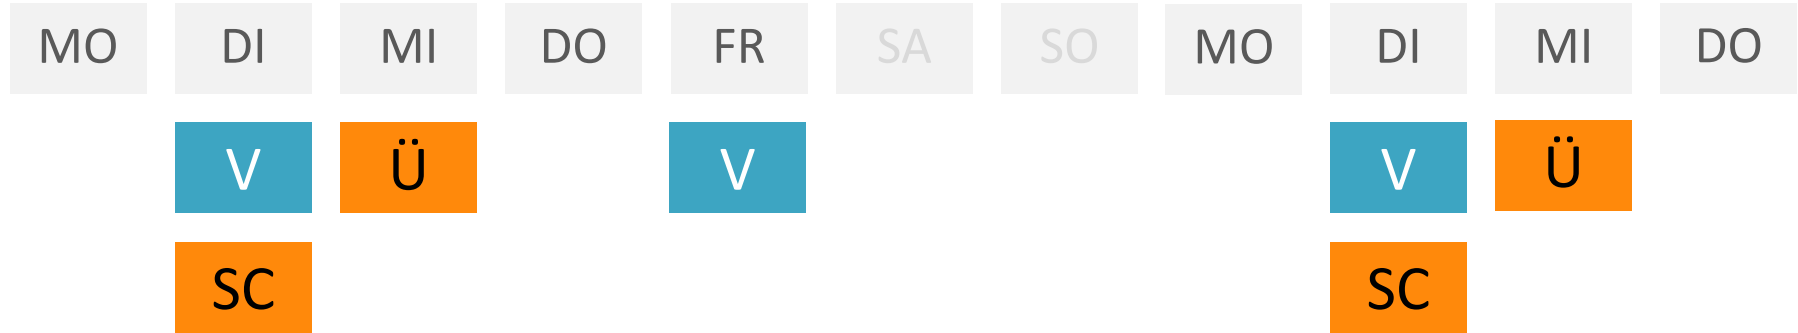 MO DI MI DO FR SA SO MO DI MI DO
V Ü V V Ü
SC SC